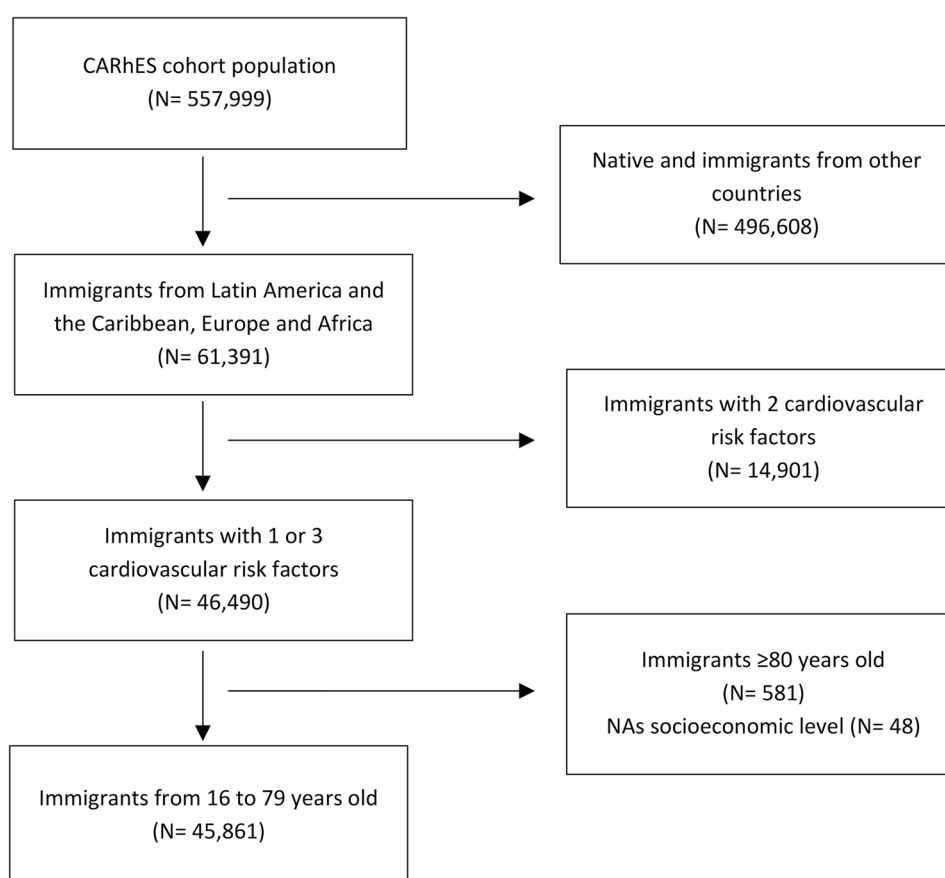 CARhES cohort population
(N= 557,999)
Native and immigrants from other
countries
(N= 496,608)
Immigrants from Latin America and
the Caribbean, Europe and Africa
(N= 61,391)
Immigrants with 2 cardiovascular
risk factors
(N= 14,901)
Immigrants with 1 or 3
cardiovascular risk factors
(N= 46,490)
Immigrants ≥80 years old
(N= 581)
NAs socioeconomic level (N= 48)
Immigrants from 16 to 79 years old
(N= 45,861)